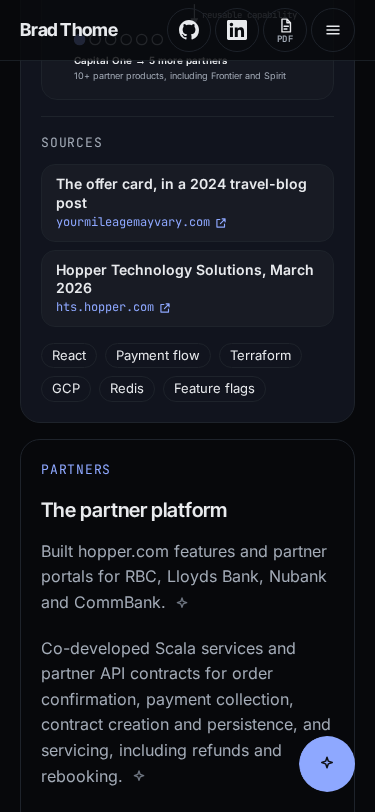 Brad Thome
reusable capability
PDF
Capital One → 5 more partners
10+ partner products, including Frontier and Spirit
SOURCES
The offer card, in a 2024 travel-blog
post
yourmileagemayvary.com
Hopper Technology Solutions, March
2026
hts.hopper.com
React
Payment flow
Terraform
GCP
Redis
Feature flags
PARTNERS
The partner platform
Built hopper.com features and partner
portals for RBC, Lloyds Bank, Nubank
and CommBank.
Co-developed Scala services and
partner API contracts for order
confirmation, payment collection,
contract creation and persistence, and
servicing, including refunds and
rebooking.